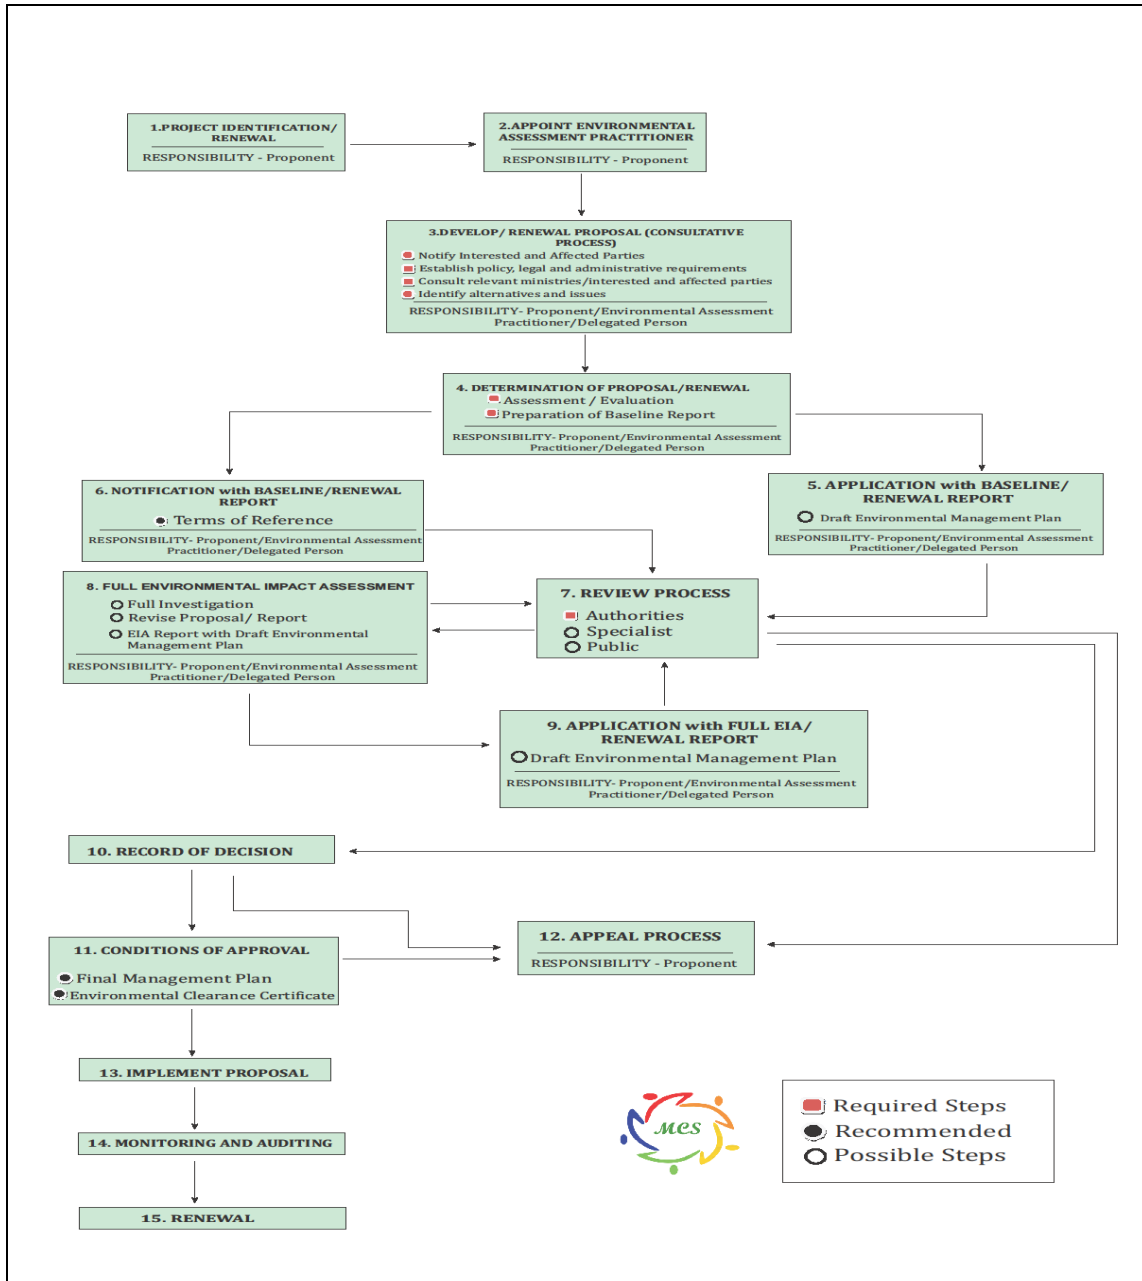 1.PROJECT IDENTIFICATION/
RENEWAL
RESPONSIBILITY - Proponent
2.APPOINT ENVIRONMENTAL
ASSESSMENT PRACTITIONER
RESPONSIBILITY - Proponent
3.DEVELOP/ RENEWAL PROPOSAL (CONSULTATIVE
PROCESS)
Notify Interested and Affected Parties
Establish policy, legal and administrative requirements
Consult relevant ministries/interested and affected parties
Identify alternatives and issues
RESPONSIBILITY- Proponent/Environmental Assessment
Practitioner/Delegated Person
4. DETERMINATION OF PROPOSAL/RENEWAL
Assessment / Evaluation
Preparation of Baseline Report
RESPONSIBILITY- Proponent/Environmental Assessment
Practitioner/Delegated Person
6. NOTIFICATION with BASELINE/RENEWAL
REPORT
Terms of Reference
RESPONSIBILITY- Proponent/Environmental Assessment
Practitioner/Delegated Person
5. APPLICATION with BASELINE/
RENEWAL REPORT
Draft Environmental Management Plan
RESPONSIBILITY- Proponent/Environmental Assessment
Practitioner/Delegated Person
8. FULL ENVIRONMENTAL IMPACT ASSESSMENT
Full Investigation
Revise Proposal/ Report
EIA Report with Draft Environmental
Management Plan
RESPONSIBILITY- Proponent/Environmental Assessment
Practitioner/Delegated Person
7. REVIEW PROCESS
Authorities
Specialist
Public
9. APPLICATION with FULL EIA/
RENEWAL REPORT
Draft Environmental Management Plan
RESPONSIBILITY- Proponent/Environmental Assessment
Practitioner/Delegated Person
10. RECORD OF DECISION
11. CONDITIONS OF APPROVAL
Final Management Plan
Environmental Clearance Certificate
12. APPEAL PROCESS
RESPONSIBILITY - Proponent
13. IMPLEMENT PROPOSAL
14. MONITORING AND AUDITING
15. RENEWAL
MCS
Required Steps
Recommended
Possible Steps